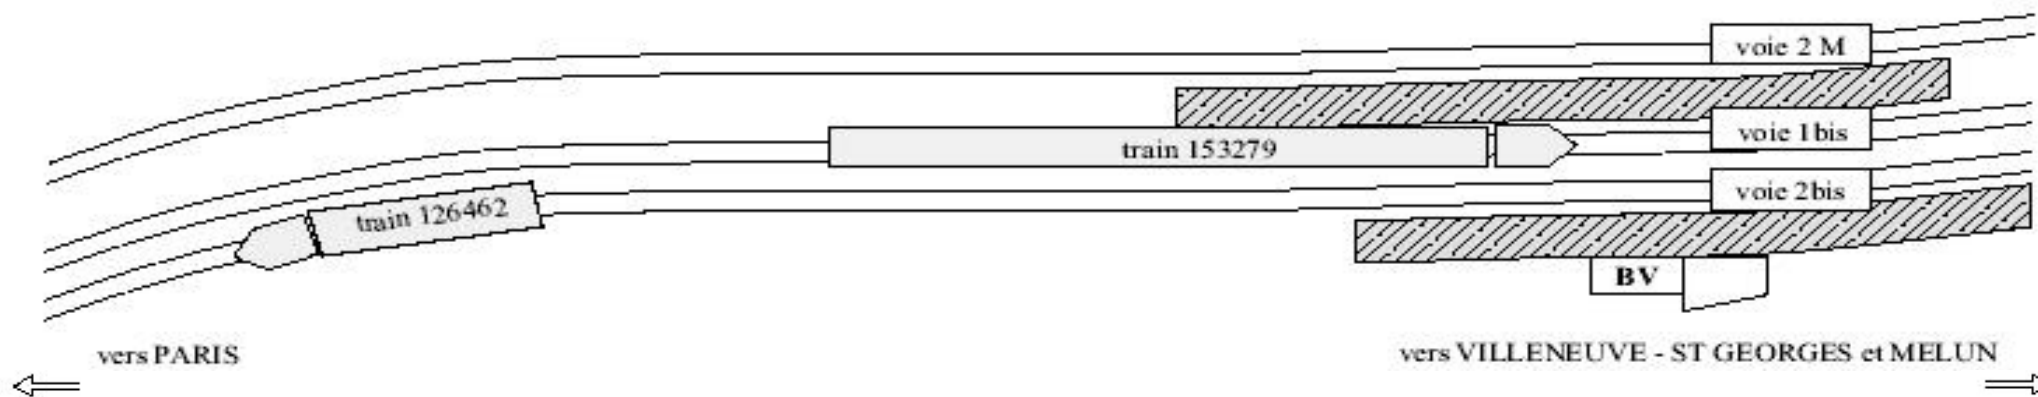 voie 2 M
voie 1bis
train 153279
voie 2bis
train 126462
BV
vers PARIS
vers VILLENEUVE - ST GEORGES et MELUN